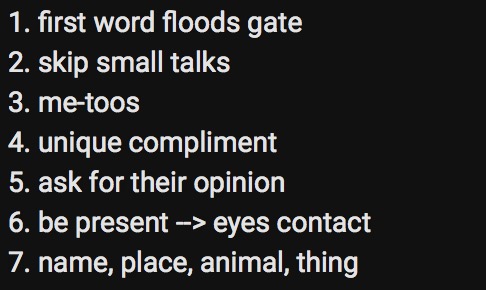 1. first word floods gate
2. skip small talks
3. me-toos
4. unique compliment
5. ask for their opinion
6. be present --> eyes contact
7. name, place, animal, thing